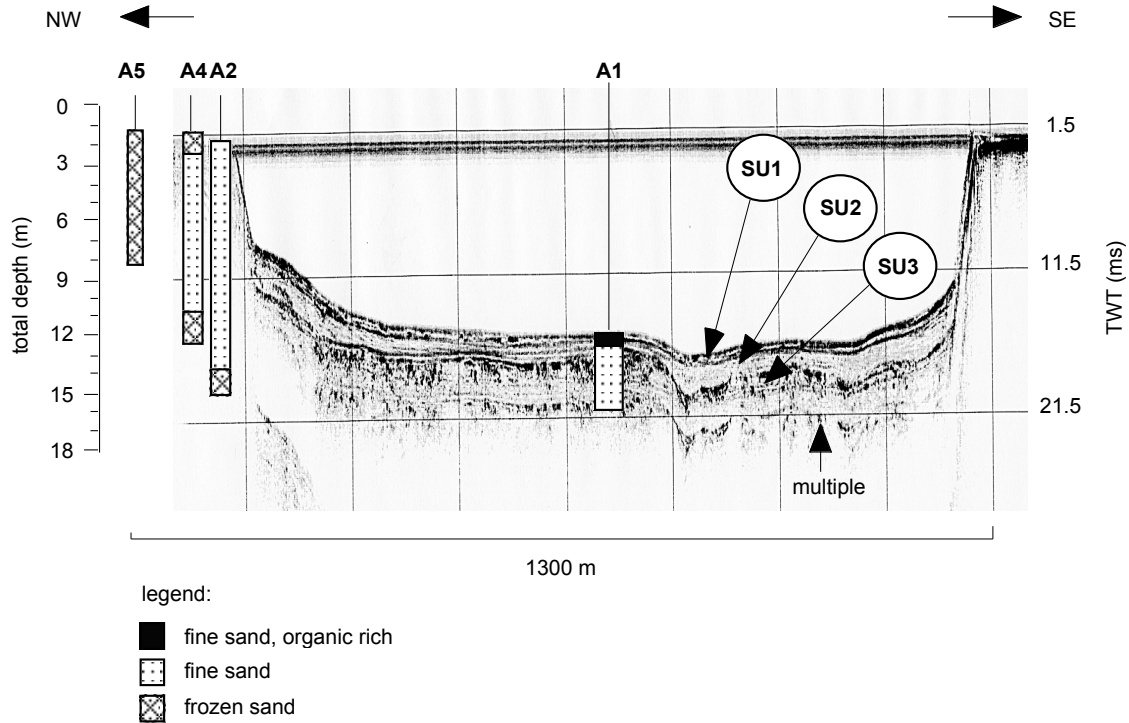 NW
SE
A5
A4
A2
A1
0
3
6
9
12
15
18
total depth (m)
1.5
11.5
21.5
TWT (ms)
SU1
SU2
SU3
multiple
1300 m
legend:
fine sand, organic rich
fine sand
frozen sand